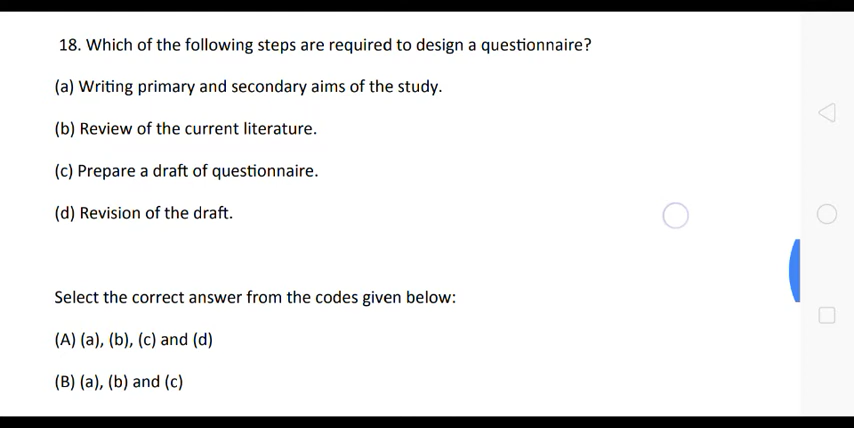 18. Which of the following steps are required to design a questionnaire?
(a) Writing primary and secondary aims of the study.
(b) Review of the current literature.
(c) Prepare a draft of questionnaire.
(d) Revision of the draft.
Select the correct answer from the codes given below:
(A) (a), (b), (c) and (d)
(B) (a), (b) and (c)